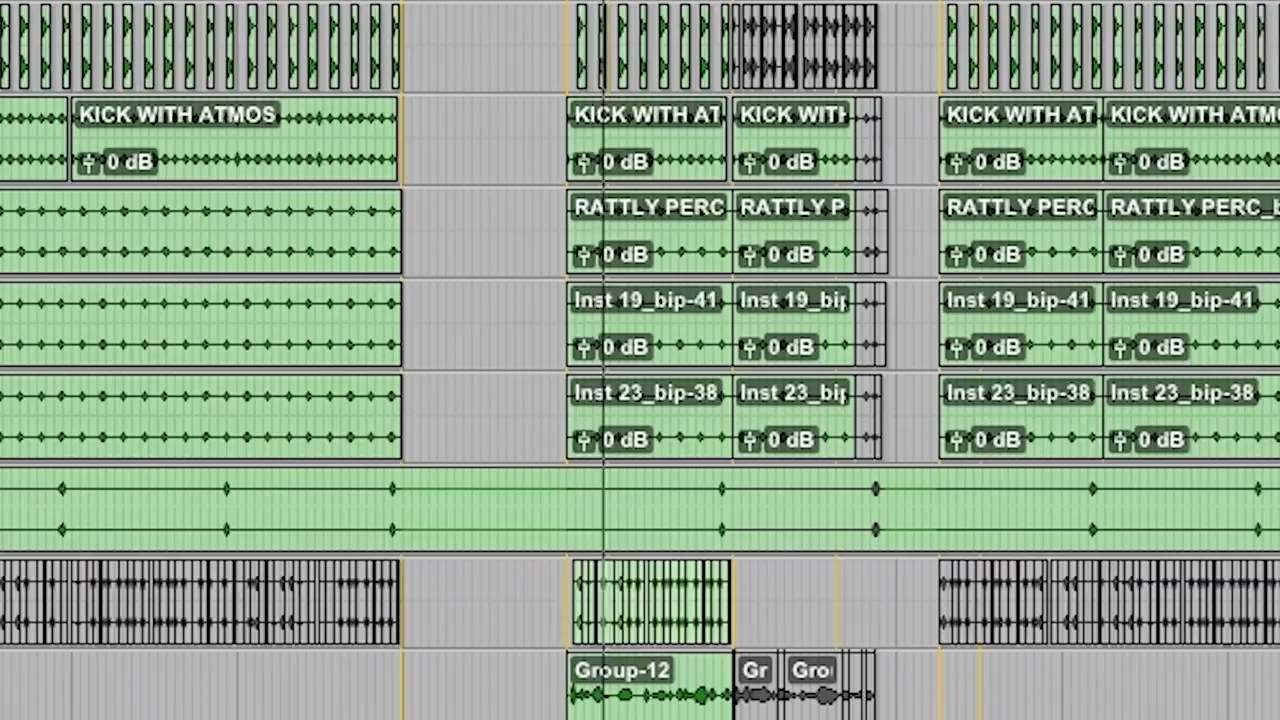 KICK WITH ATMOS
0 dB
KICK WITH AT
0 dB
KICK WITH
0 dB
KICK WITH AT
0 dB
KICK WITH ATM
0 dB
RATTLY PERC
0 dB
RATTLY P
0 dB
RATTLY PERC
0 dB
RATTLY PERC_
0 dB
Inst 19_bip-41
0 dB
Inst 19_bip
0 dB
Inst 19_bip-41
0 dB
Inst 19_bip-41
0 dB
Inst 23_bip-38
0 dB
Inst 23_bip
0 dB
Inst 23_bip-38
0 dB
Inst 23_bip-38
0 dB
Group-12
Gr
Gro